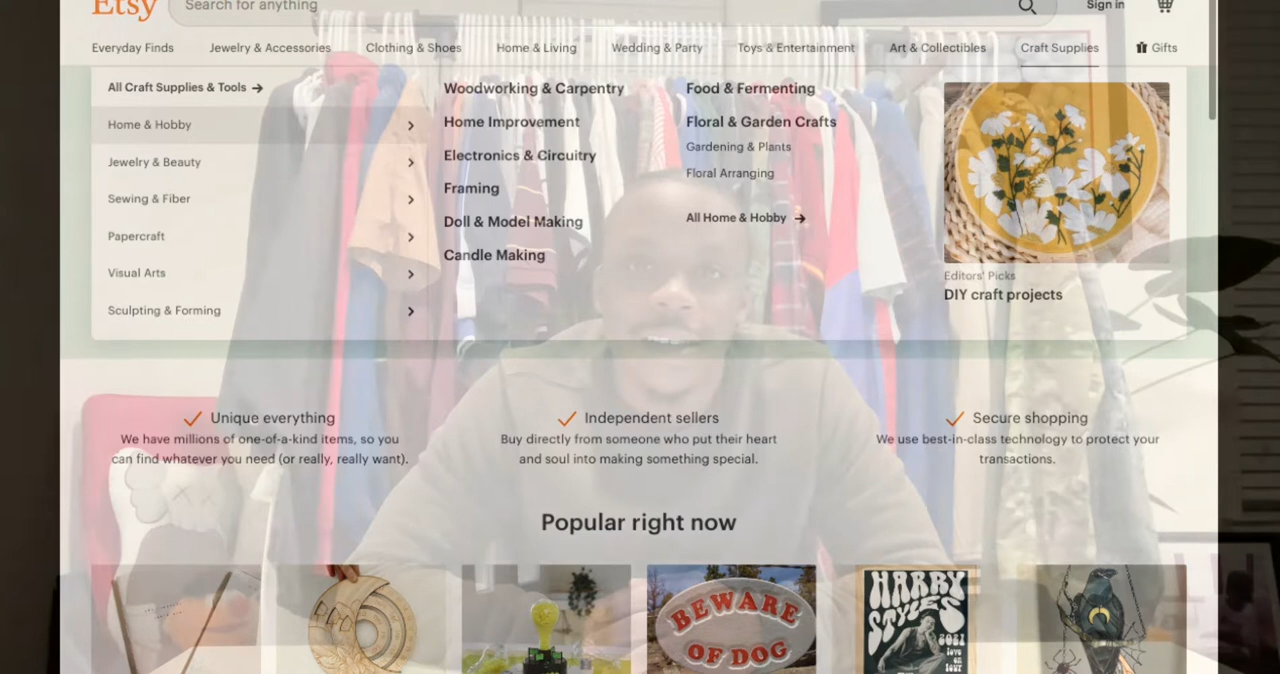 Etsy
Search for anything
Sign in
Everyday Finds
Jewelry & Accessories
Clothing & Shoes
Home & Living
Wedding & Party
Toys & Entertainment
Art & Collectibles
Craft Supplies
Gifts
All Craft Supplies & Tools →
Home & Hobby
Jewelry & Beauty
Sewing & Fiber
Papercraft
Visual Arts
Sculpting & Forming
Woodworking & Carpentry
Home Improvement
Electronics & Circuitry
Framing
Doll & Model Making
Candle Making
Food & Fermenting
Floral & Garden Crafts
Gardening & Plants
Floral Arranging
All Home & Hobby →
Editors' Picks
DIY craft projects
Unique everything
We have millions of one-of-a-kind items, so you
can find whatever you need (or really, really want).
Independent sellers
Buy directly from someone who put their heart
and soul into making something special.
Secure shopping
We use best-in-class technology to protect your
transactions.
Popular right now
BEWARE
OF DOG
HARRY
STYLES
2021
love
on
tour